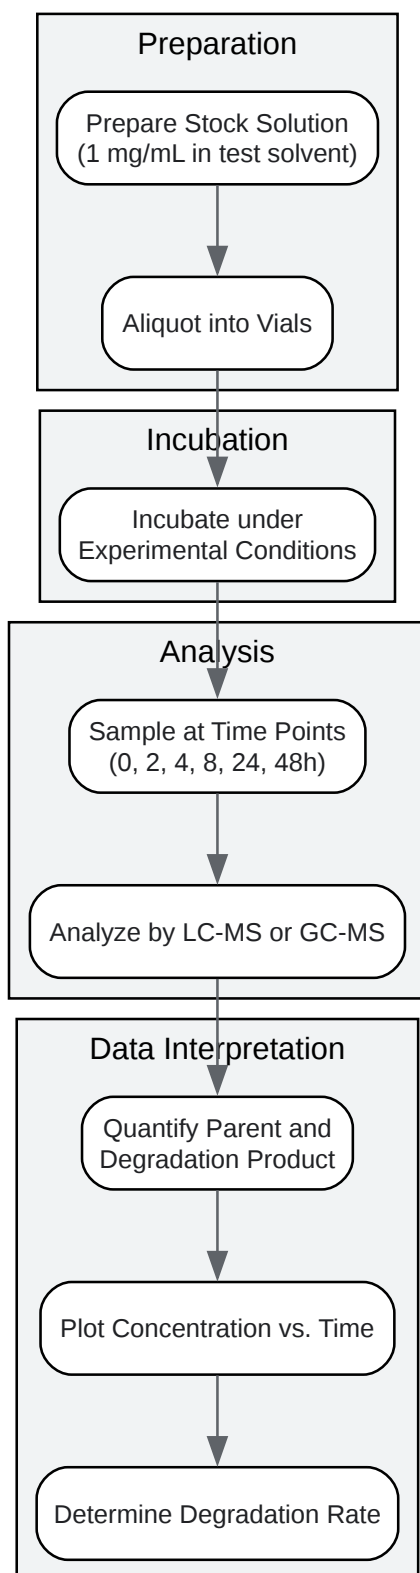 Preparation
Prepare Stock Solution
(1 mg/mL in test solvent)
Aliquot into Vials
Incubation
Incubate under
Experimental Conditions
Analysis
Sample at Time Points
(0, 2, 4, 8, 24, 48h)
Analyze by LC-MS or GC-MS
Data Interpretation
Quantify Parent and
Degradation Product
Plot Concentration vs. Time
Determine Degradation Rate